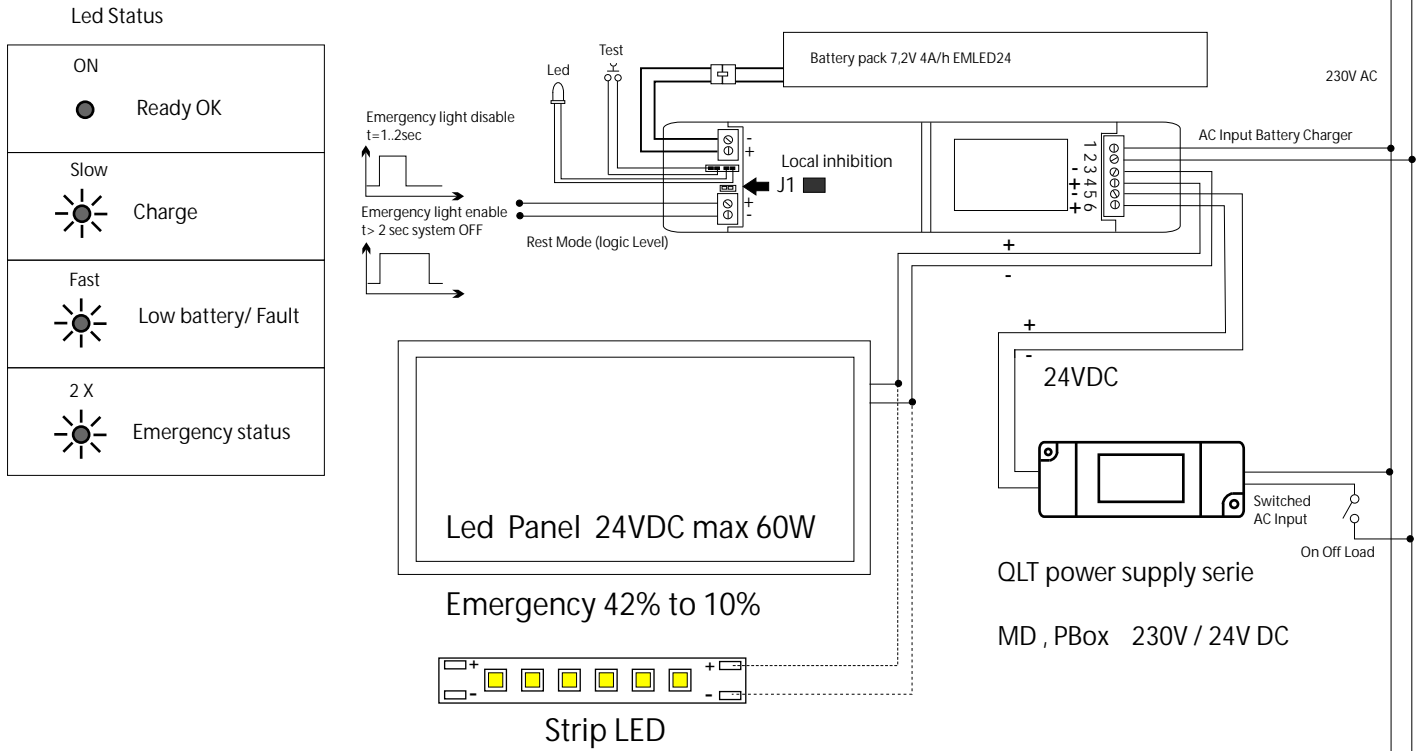 Led Status
ON
Ready OK
Slow
Charge
Fast
Low battery/ Fault
2 X
Emergency status
Emergency light disable
t=1..2sec
Emergency light enable
t> 2 sec system OFF
Led
Test
Battery pack 7,2V 4A/h EMLED24
-
+
Local inhibition
J1
+
-
Rest Mode (logic Level)
1 2 3 4 5 6
- + - +
AC Input Battery Charger
230V AC
+
-
+
-
24VDC
Led Panel 24VDC max 60W
Emergency 42% to 10%
Switched
AC Input
On Off Load
QLT power supply serie
MD , PBox 230V / 24V DC
+ +
- -
Strip LED